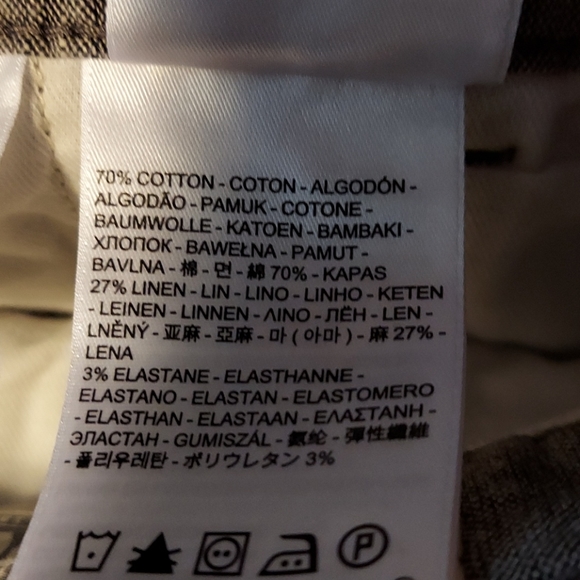 70% COTTON - COTON - ALGODÓN -
ALGODÃO - PAMUK - COTONE -
BAUMWOLLE - KATOEN - BAMBAKI -
ХЛОПОК - BAWEŁNA - PAMUT -
BAVLNA - 棉 - 면 - 綿 70% - KAPAS
27% LINEN - LIN - LINO - LINHO - KETEN
- LEINEN - LINNEN - ΛΙΝΟ - ЛЁН - LEN -
LNĚNÝ - 亚麻 - 亞麻 - 마 ( 아마 ) - 麻 27% -
LENA
3% ELASTANE - ELASTHANNE -
ELASTANO - ELASTAN - ELASTOMERO
- ELASTHAN - ELASTAAN - ΕΛΑΣΤΑΝΗ -
ЭЛАСТАН - GUMISZÁL - 氨纶 - 彈性纖維
- 폴리우레탄 - ポリウレタン 3%
P